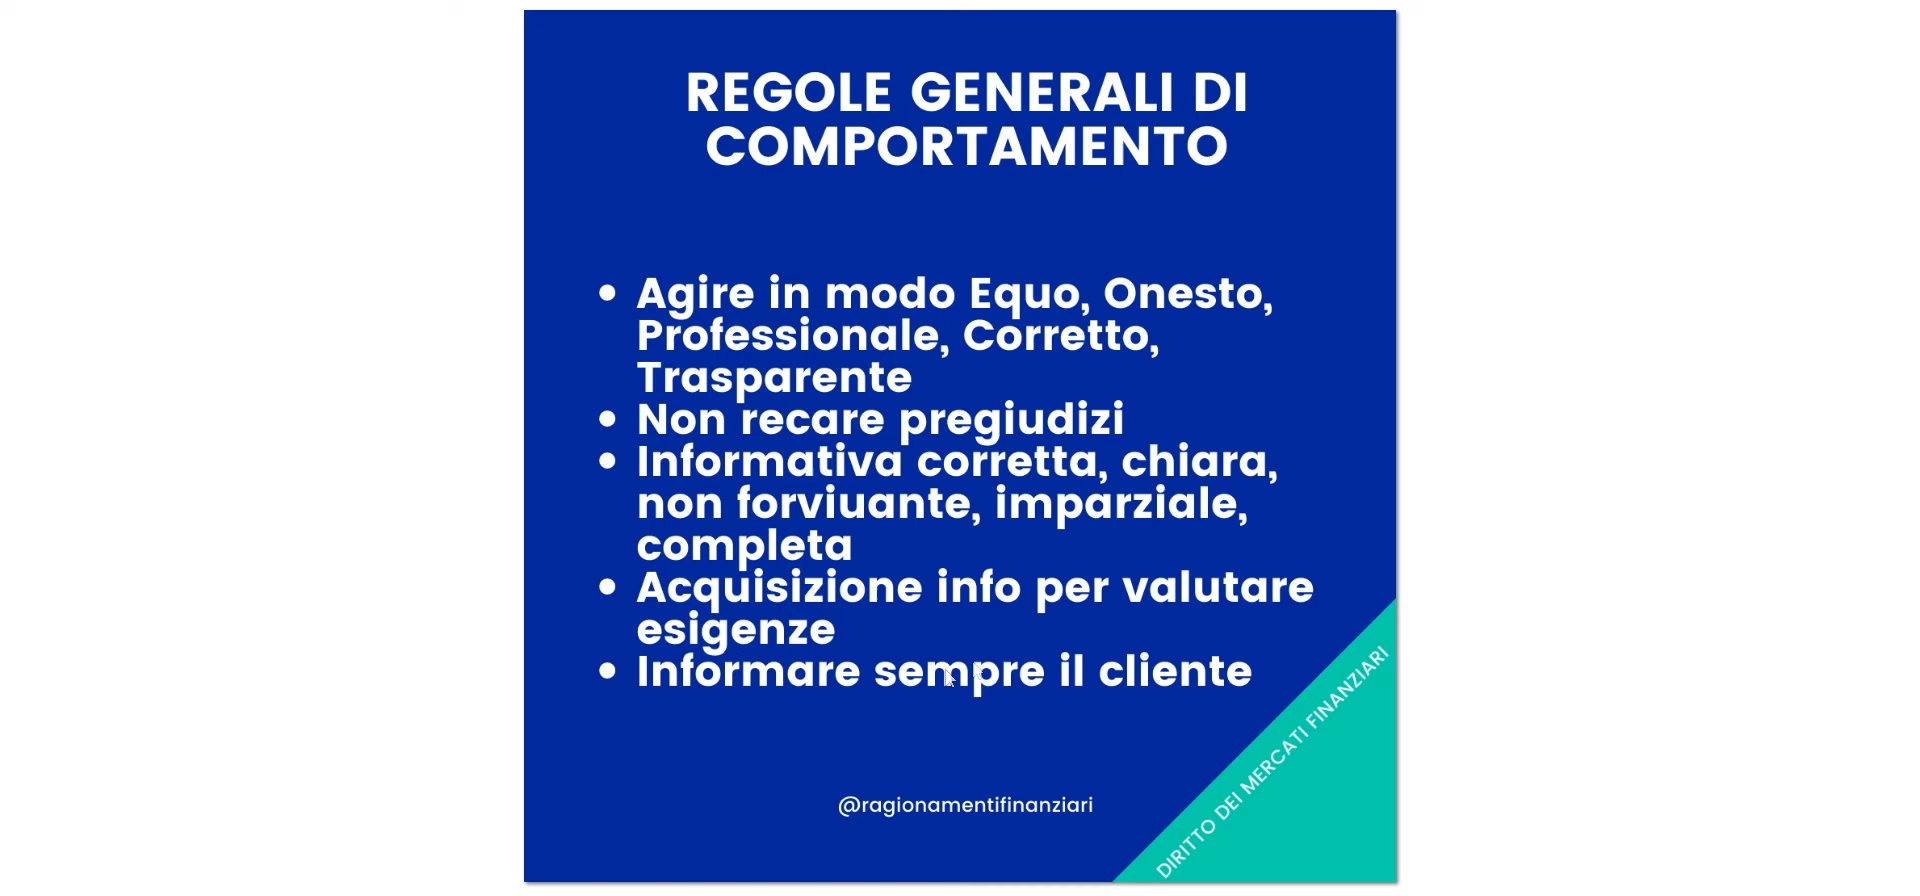 REGOLE GENERALI DI
COMPORTAMENTO
• Agire in modo Equo, Onesto,
Professionale, Corretto,
Trasparente
• Non recare pregiudizi
• Informativa corretta, chiara,
non forviuante, imparziale,
completa
• Acquisizione info per valutare
esigenze
• Informare sempre il cliente
DIRITTO DEI MERCATI FINANZIARI
@ragionamentifinanziari